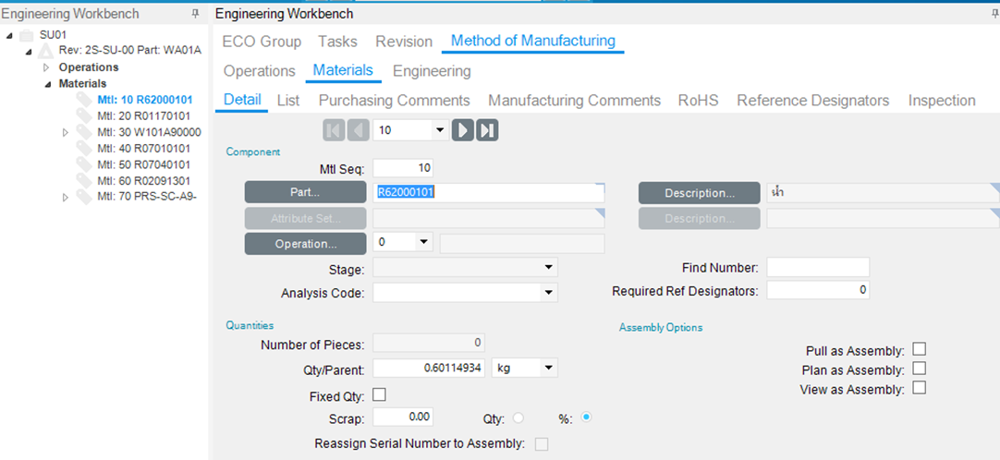 Engineering Workbench
SU01
Rev: 2S-SU-00 Part: WA01A
Operations
Materials
Mtl: 10 R62000101
Mtl: 20 R01170101
Mtl: 30 W101A90000
Mtl: 40 R07010101
Mtl: 50 R07040101
Mtl: 60 R02091301
Mtl: 70 PRS-SC-A9-
Engineering Workbench
ECO Group Tasks Revision Method of Manufacturing
Operations Materials Engineering
Detail List Purchasing Comments Manufacturing Comments RoHS Reference Designators Inspection
10
Component
Mtl Seq: 10
Part... R62000101 Description... น้ำ
Attribute Set... Description...
Operation... 0
Stage: Find Number:
Analysis Code: Required Ref Designators: 0
Quantities Assembly Options
Number of Pieces: 0 Pull as Assembly:
Qty/Parent: 0.60114934 kg Plan as Assembly:
Fixed Qty: View as Assembly:
Scrap: 0.00 Qty: %:
Reassign Serial Number to Assembly: